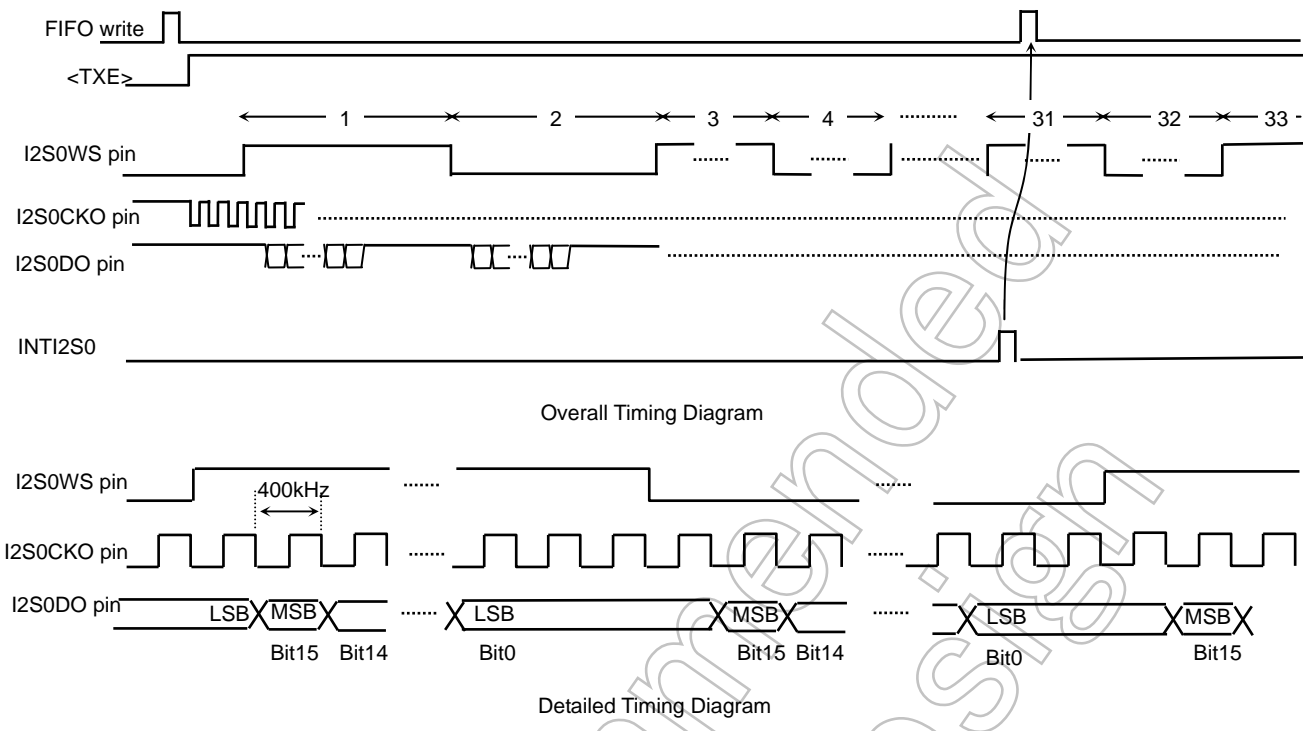 FIFO write
<TXE>
1 2 3 4 31 32 33
I2S0WS pin
I2S0CKO pin
I2S0DO pin
INTI2S0
Overall Timing Diagram
I2S0WS pin
400kHz
I2S0CKO pin
I2S0DO pin LSB MSB LSB MSB LSB MSB
Bit15 Bit14 Bit0 Bit15 Bit14 Bit0 Bit15
Detailed Timing Diagram
mended
esign